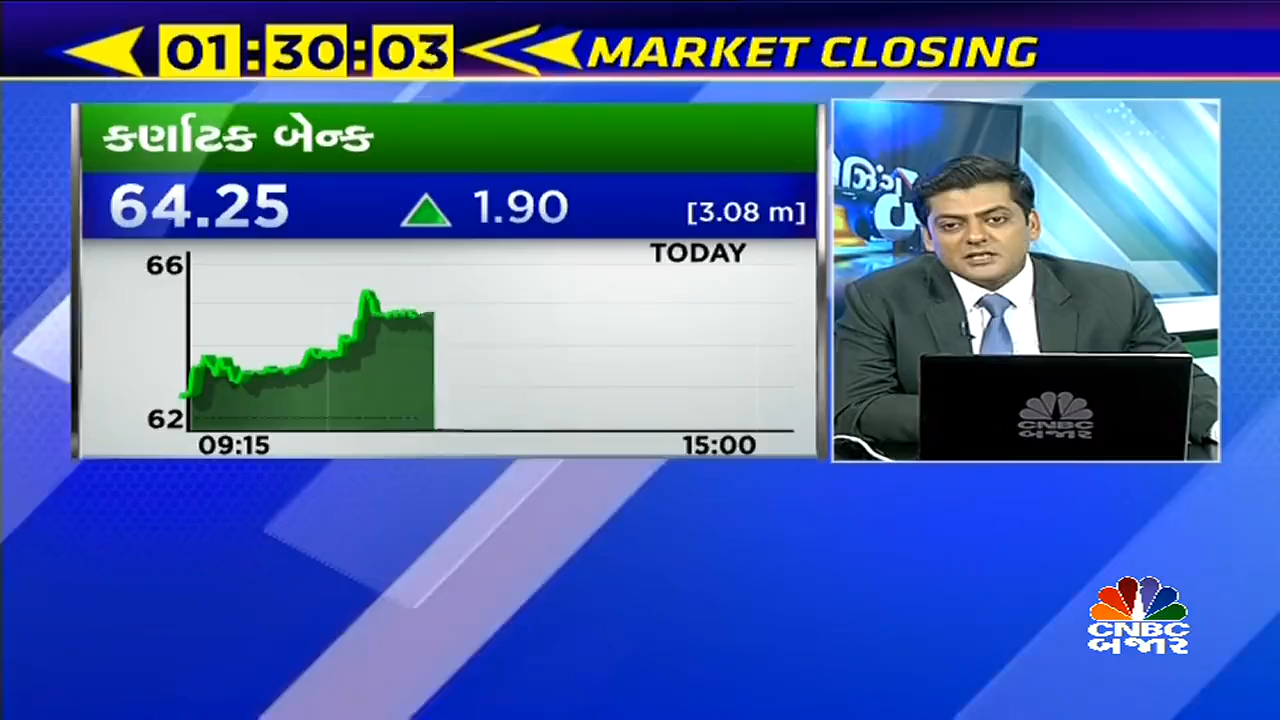 01:30:03 MARKET CLOSING
કર્ણાટક બેન્ક
64.25 1.90 [3.08 m]
TODAY
66
62
09:15 15:00
CNBC
બજાર
CNBC
બજાર